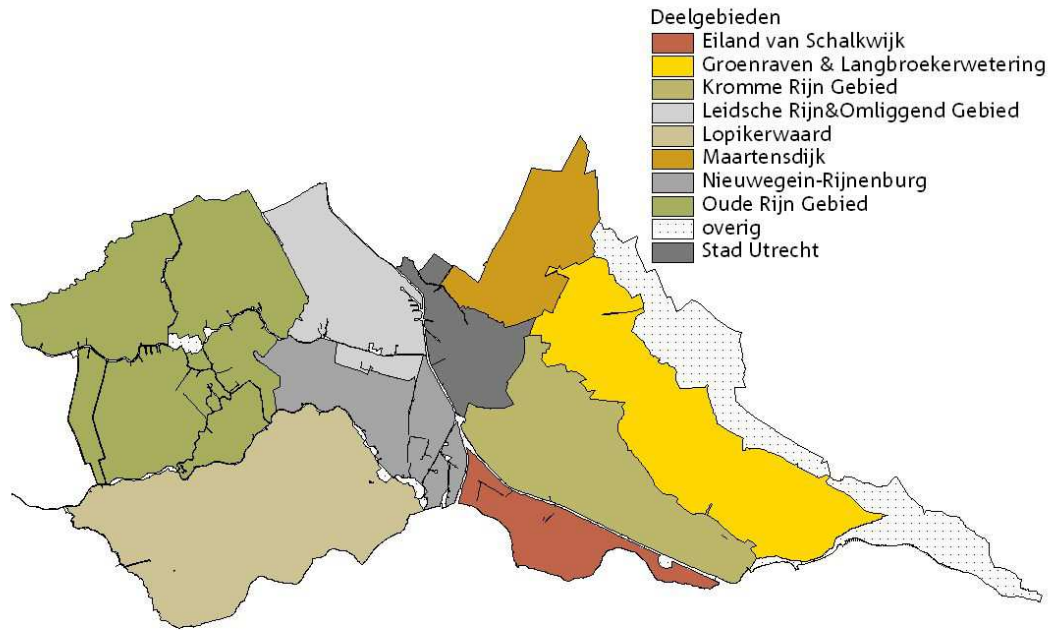 Deelgebieden
Eiland van Schalkwijk
Groenraven & Langbroekerwetering
Kromme Rijn Gebied
Leidsche Rijn&Omliggend Gebied
Lopikerwaard
Maartensdijk
Nieuwegein-Rijnenburg
Oude Rijn Gebied
overig
Stad Utrecht